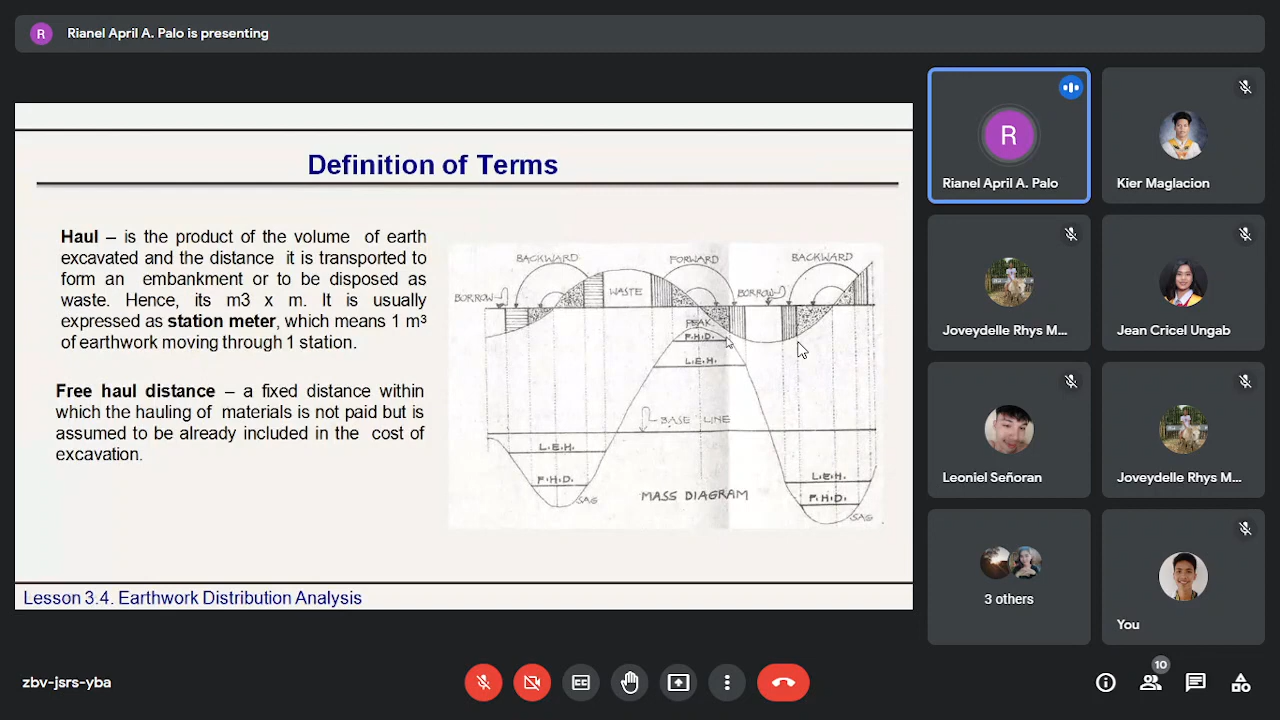 R
Rianel April A. Palo is presenting
Definition of Terms
Haul – is the product of the volume of earth
excavated and the distance it is transported to
form an embankment or to be disposed as
waste. Hence, its m3 x m. It is usually
expressed as station meter, which means 1 m³
of earthwork moving through 1 station.
Free haul distance – a fixed distance within
which the hauling of materials is not paid but is
assumed to be already included in the cost of
excavation.
BACKWARD FORWARD BACKWARD
BORROW WASTE BORROW
PEAK
F.H.D.
L.E.H.
BASE LINE
L.E.H.
F.H.D.
SAG
MASS DIAGRAM
L.E.H.
F.H.D.
SAG
Lesson 3.4. Earthwork Distribution Analysis
R
Rianel April A. Palo
Kier Maglacion
Joveydelle Rhys M...
Jean Cricel Ungab
Leoniel Señoran
Joveydelle Rhys M...
3 others
You
zbv-jsrs-yba
CC
10